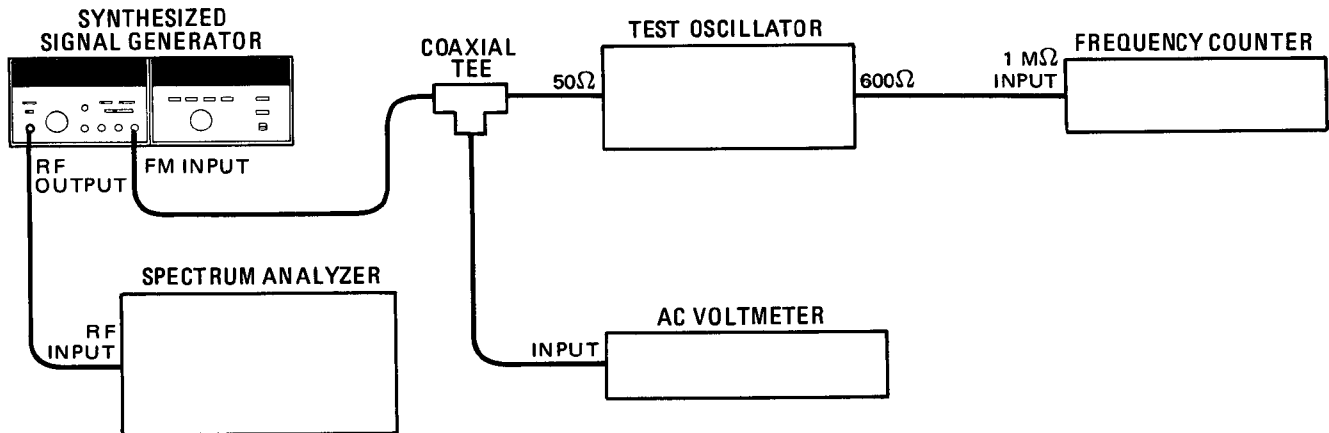 SYNTHESIZED
SIGNAL GENERATOR
COAXIAL
TEE
TEST OSCILLATOR
FREQUENCY COUNTER
50Ω
600Ω
1 MΩ
INPUT
RF
OUTPUT
FM INPUT
SPECTRUM ANALYZER
RF
INPUT
AC VOLTMETER
INPUT